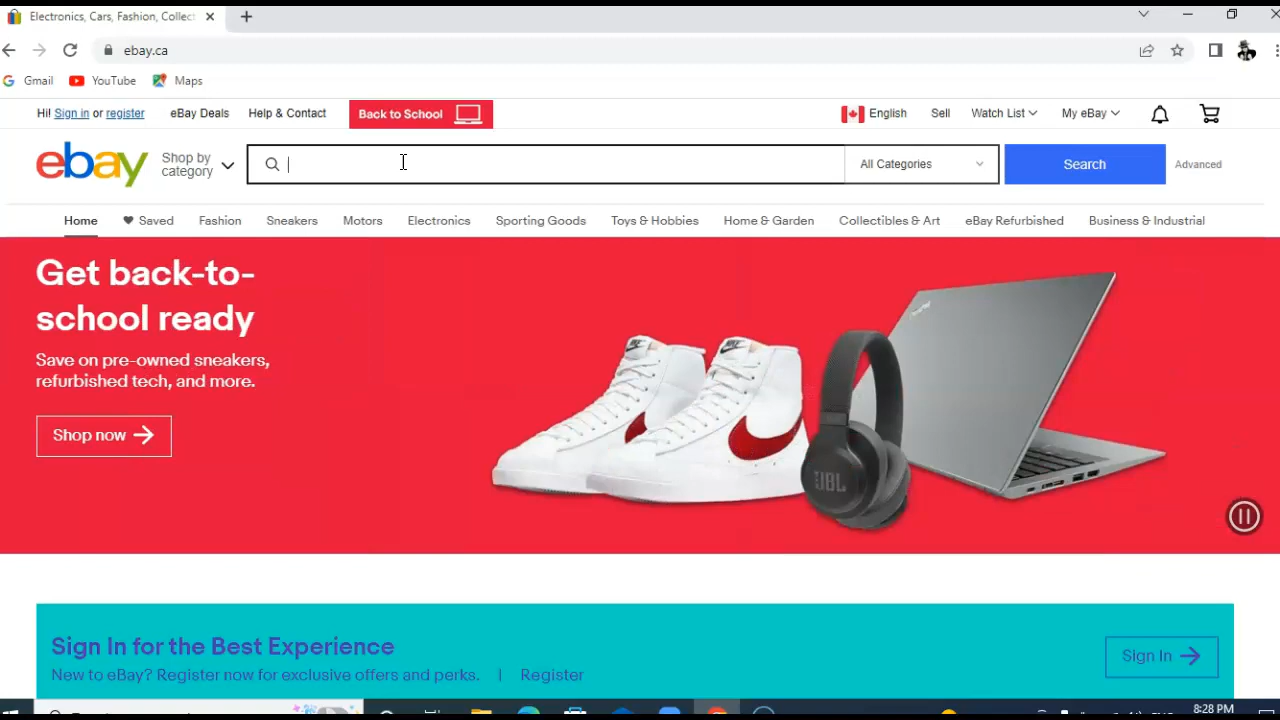 Electronics, Cars, Fashion, Collect
ebay.ca
Gmail YouTube Maps
Hi! Sign in or register eBay Deals Help & Contact Back to School English Sell Watch List My eBay
ebay Shop by category All Categories Search Advanced
Home Saved Fashion Sneakers Motors Electronics Sporting Goods Toys & Hobbies Home & Garden Collectibles & Art eBay Refurbished Business & Industrial
Get back-to-
school ready
Save on pre-owned sneakers,
refurbished tech, and more.
Shop now
JBL
Sign In for the Best Experience
New to eBay? Register now for exclusive offers and perks. | Register
Sign In
8:28 PM